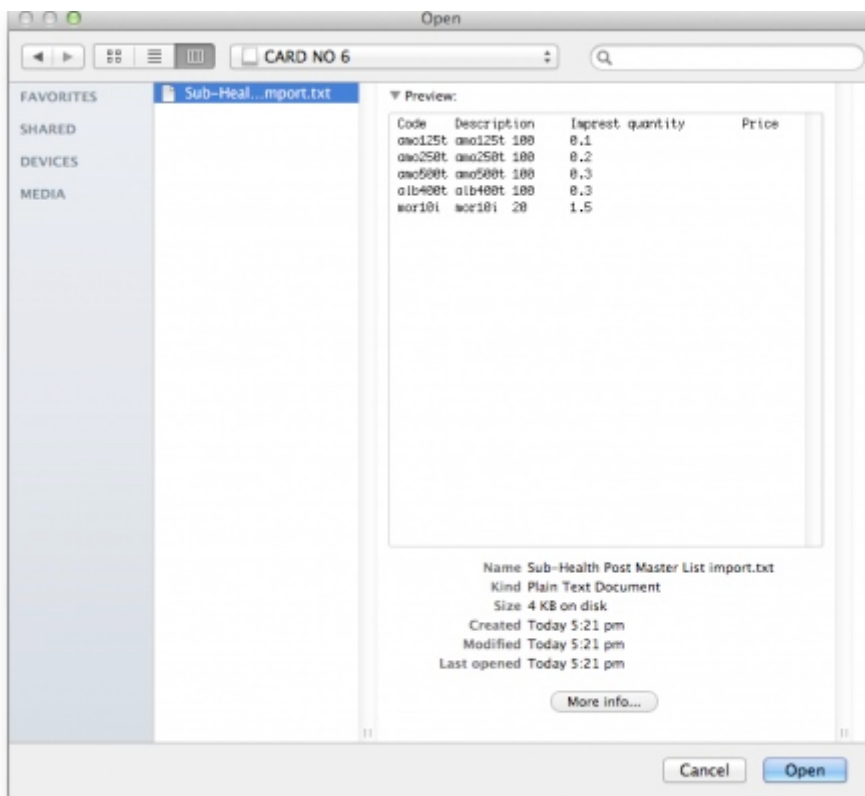 Open
CARD NO 6
FAVORITES
SHARED
DEVICES
MEDIA
Sub-Heal...mport.txt
Preview:
Code Description Imprest quantity Price
amo125t amo125t 100 0.1
amo250t amo250t 100 0.2
amo500t amo500t 100 0.3
alb400t alb400t 100 0.3
mor10i mor10i 20 1.5
Name Sub-Health Post Master List import.txt
Kind Plain Text Document
Size 4 KB on disk
Created Today 5:21 pm
Modified Today 5:21 pm
Last opened Today 5:21 pm
More info...
Cancel Open